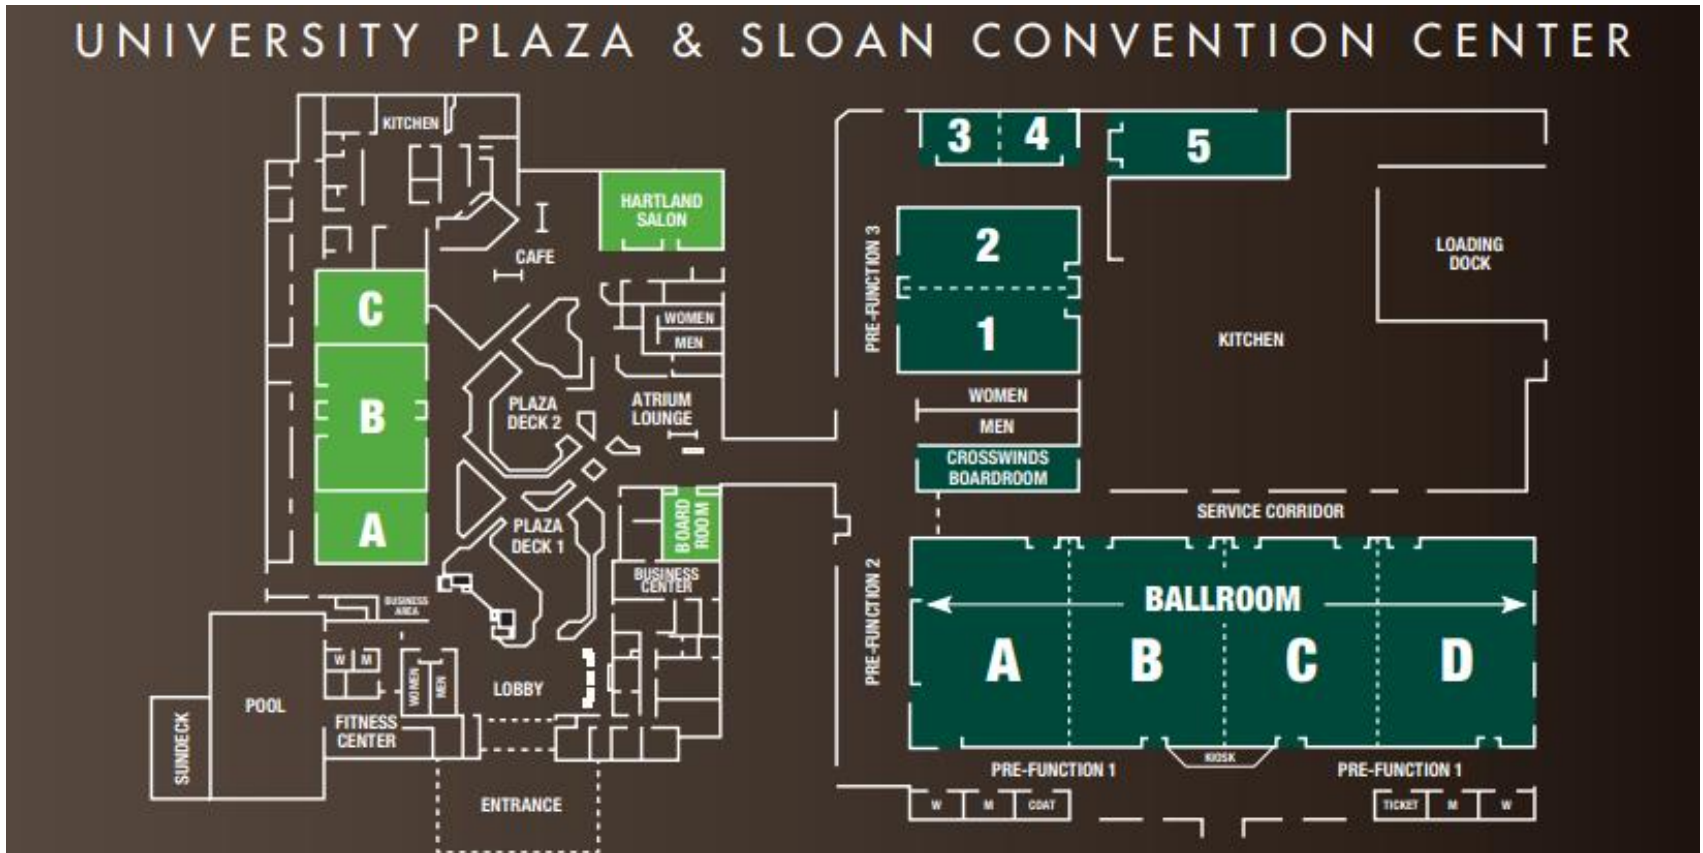 UNIVERSITY PLAZA & SLOAN CONVENTION CENTER
KITCHEN
HARTLAND
SALON
CAFE
C
B
A
WOMEN
MEN
PLAZA
DECK 2
ATRIUM
LOUNGE
PLAZA
DECK 1
BOARD
ROOM
BUSINESS
CENTER
BUSINESS
AREA
W
M
WOMEN
MEN
LOBBY
POOL
SUNDECK
FITNESS
CENTER
ENTRANCE
3
4
5
2
1
PRE-FUNCTION 3
LOADING
DOCK
KITCHEN
WOMEN
MEN
CROSSWINDS
BOARDROOM
SERVICE CORRIDOR
PRE-FUNCTION 2
BALLROOM
A
B
C
D
KIOSK
PRE-FUNCTION 1
PRE-FUNCTION 1
W
M
COAT
TICKET
M
W